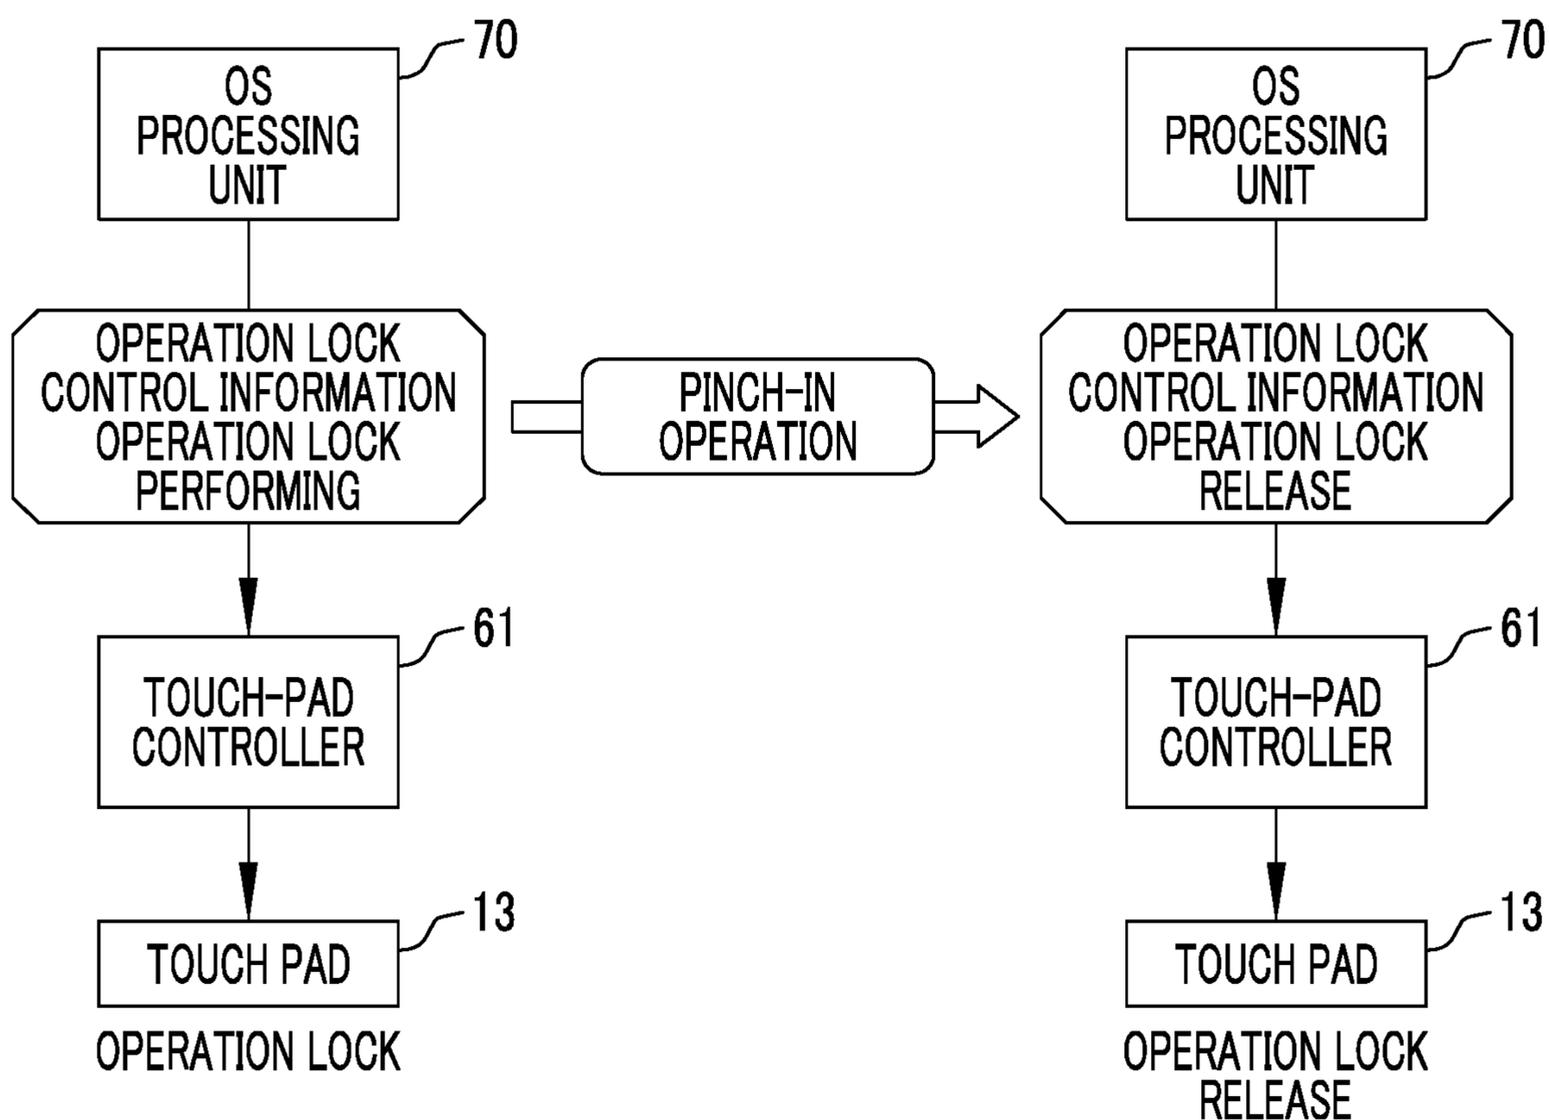 70
OS
PROCESSING
UNIT
OPERATION LOCK
CONTROL INFORMATION
OPERATION LOCK
PERFORMING
61
TOUCH-PAD
CONTROLLER
13
TOUCH PAD
OPERATION LOCK
PINCH-IN
OPERATION
70
OS
PROCESSING
UNIT
OPERATION LOCK
CONTROL INFORMATION
OPERATION LOCK
RELEASE
61
TOUCH-PAD
CONTROLLER
13
TOUCH PAD
OPERATION LOCK
RELEASE